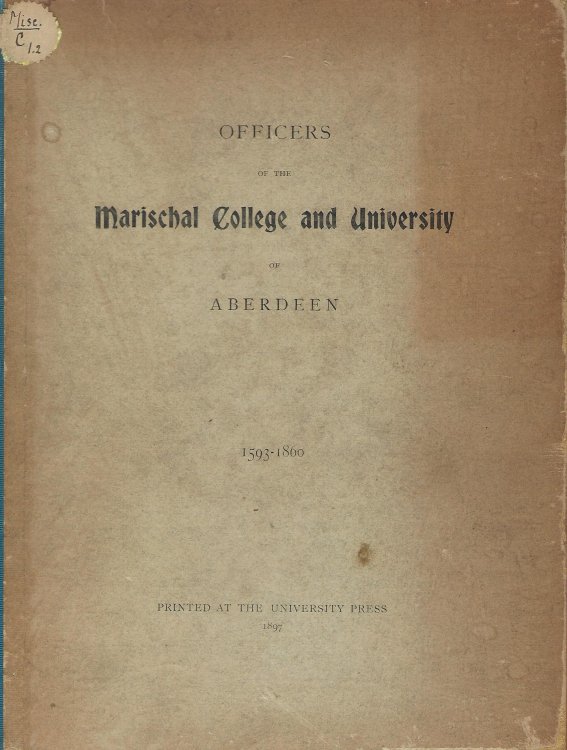 Misc.
C 1.2
OFFICERS
OF THE
Marischal College and University
OF
ABERDEEN
1593-1860
PRINTED AT THE UNIVERSITY PRESS
1897